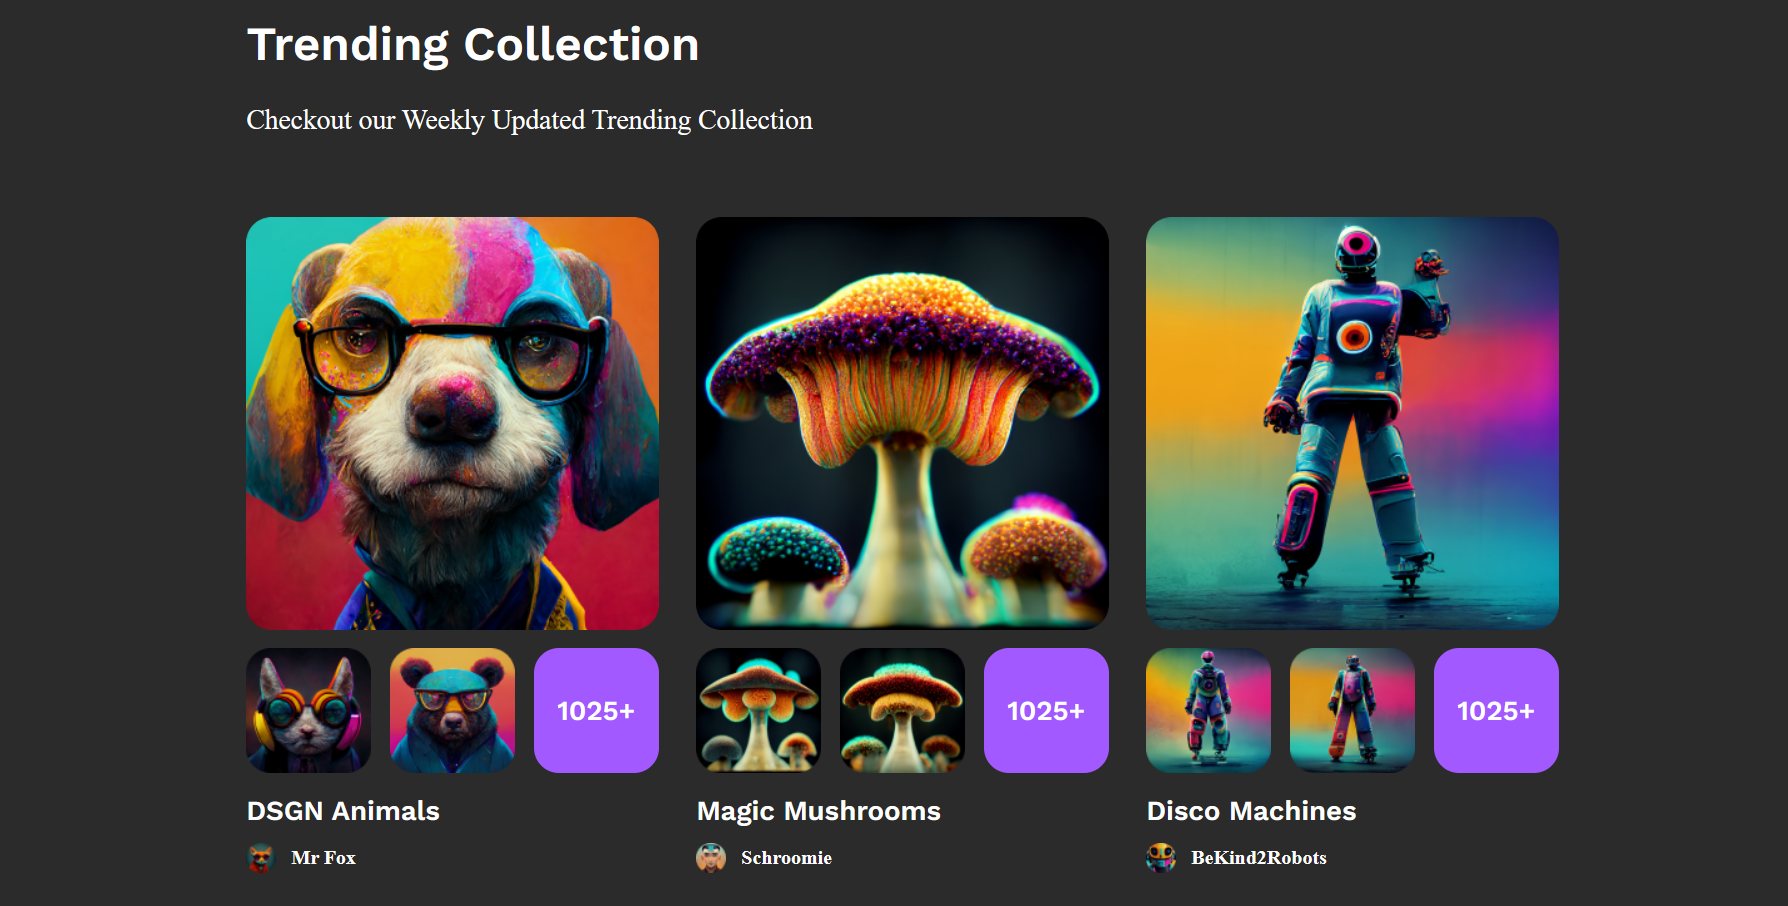 Trending Collection
Checkout our Weekly Updated Trending Collection
1025+
1025+
1025+
DSGN Animals
Magic Mushrooms
Disco Machines
Mr Fox
Schroomie
BeKind2Robots